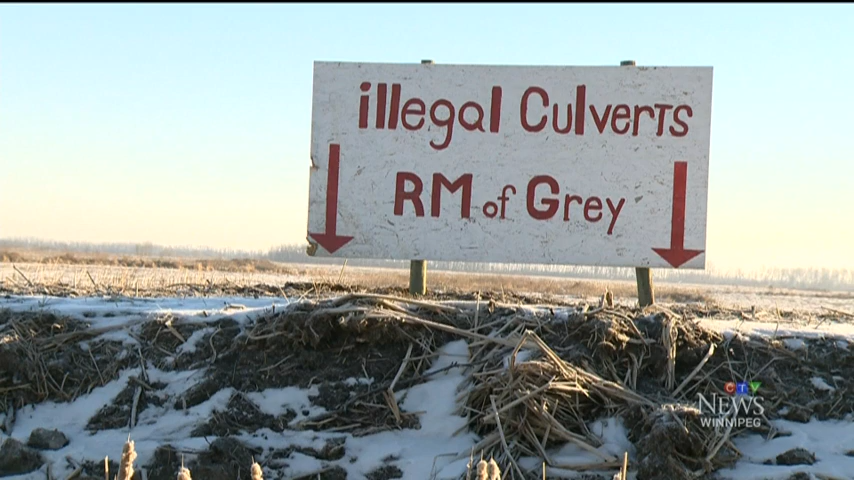 illegal Culverts
RM of Grey
CTV
NEWS
WINNIPEG